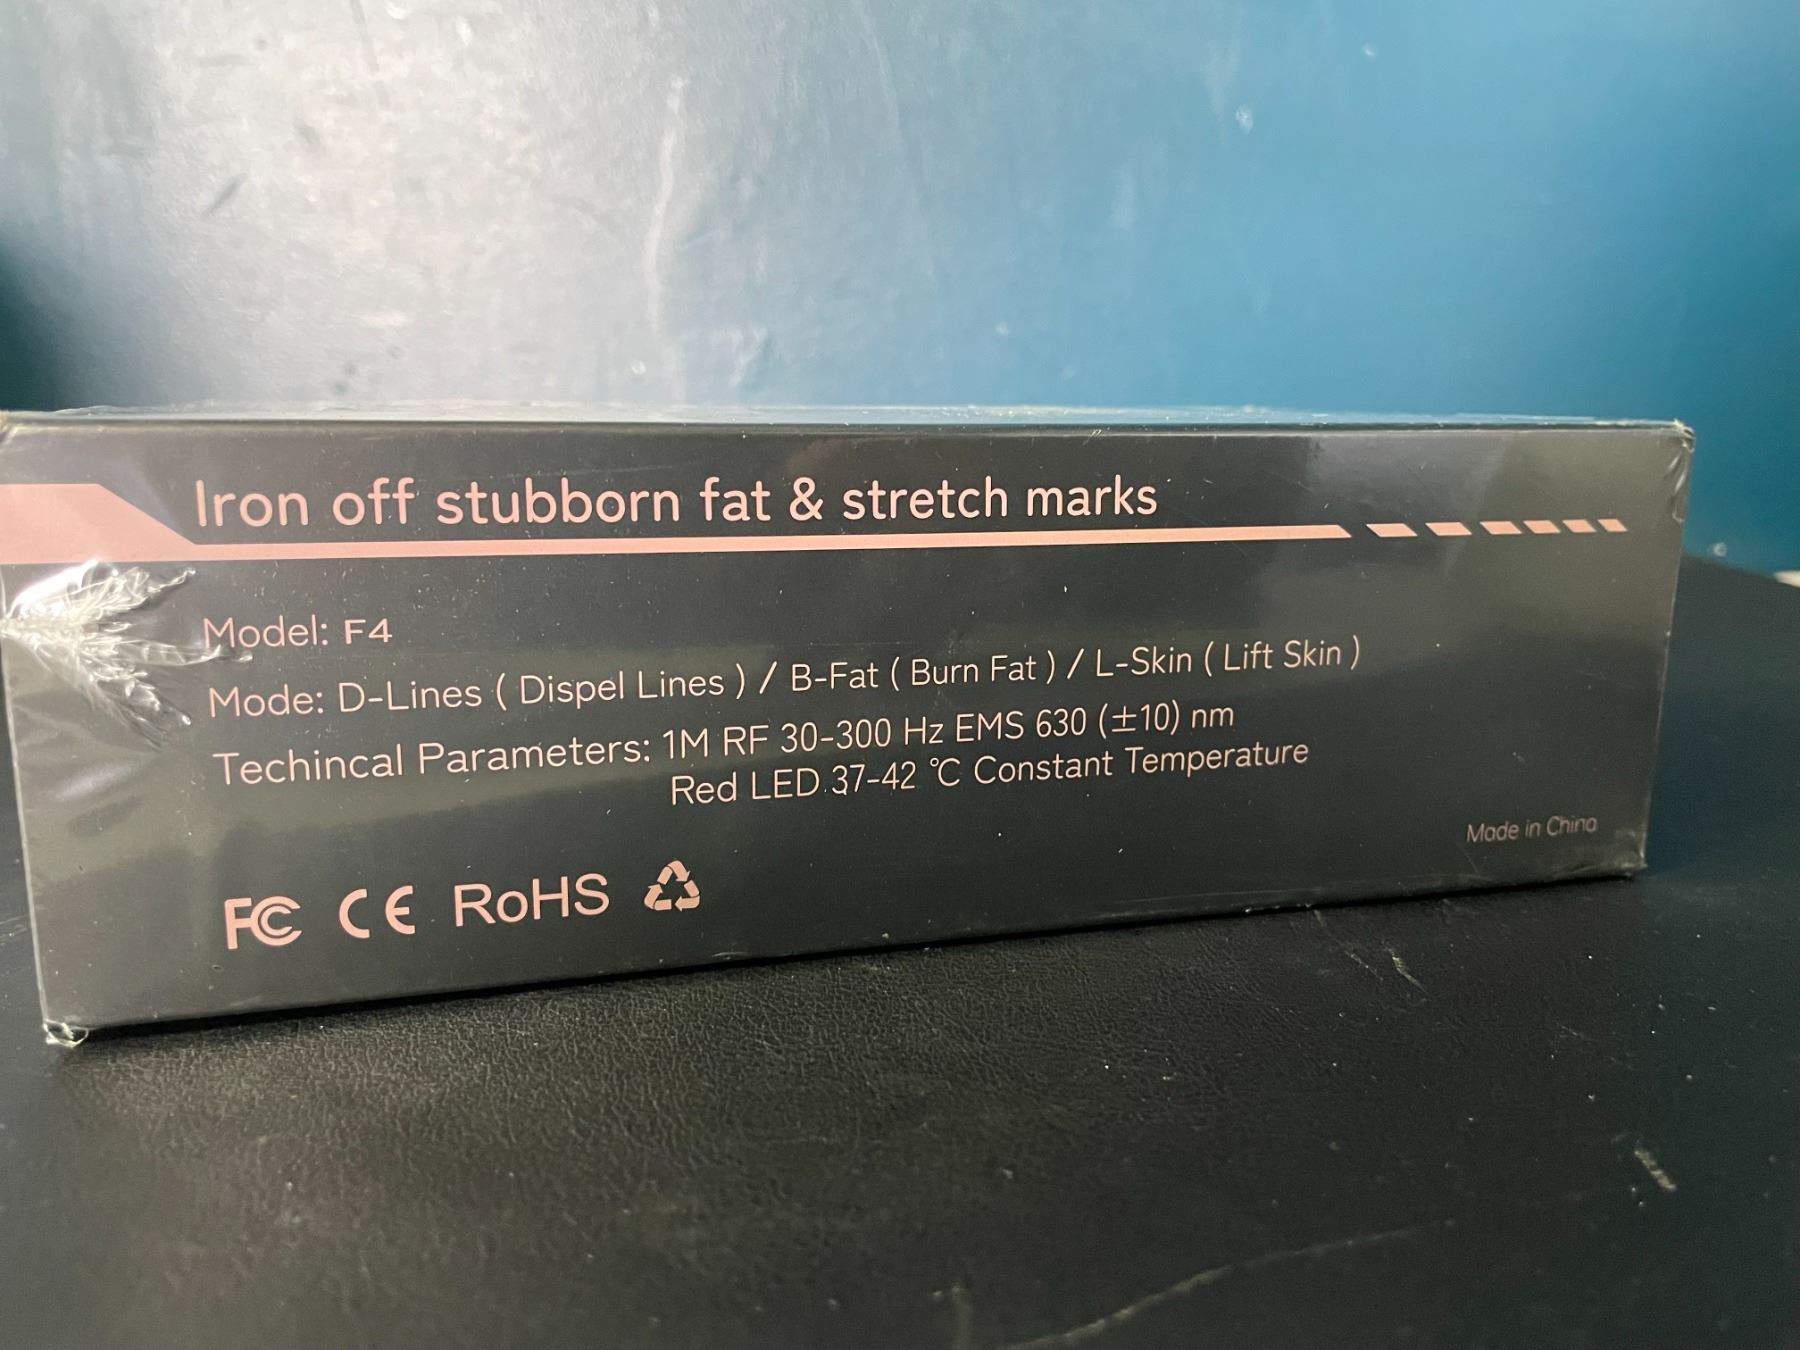 Iron off stubborn fat & stretch marks
Model: F4
Mode: D-Lines ( Dispel Lines ) / B-Fat ( Burn Fat ) / L-Skin ( Lift Skin )
Techincal Parameters: 1M RF 30-300 Hz EMS 630 (±10) nm
Red LED 37-42 ℃ Constant Temperature
Made in China
FC CE RoHS